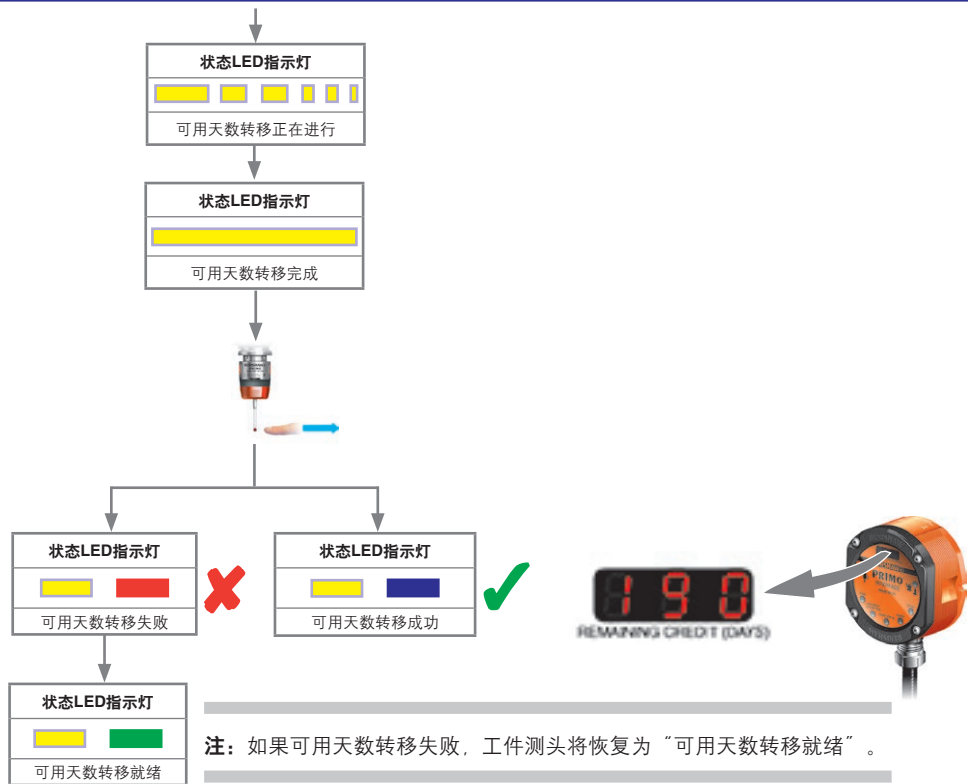 状态LED指示灯
可用天数转移正在进行
状态LED指示灯
可用天数转移完成
状态LED指示灯
可用天数转移失败
状态LED指示灯
可用天数转移成功
190
REMAINING CREDIT (DAYS)
PRIMO
状态LED指示灯
可用天数转移就绪
注：如果可用天数转移失败，工件测头将恢复为“可用天数转移就绪”。